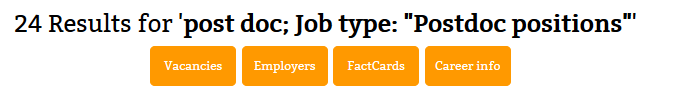 24 Results for 'post doc; Job type: "Postdoc positions"'
Vacancies Employers FactCards Career info